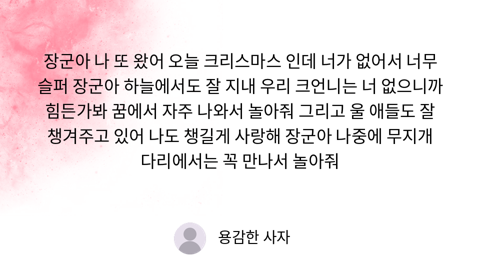 장군아 나 또 왔어 오늘 크리스마스 인데 너가 없어서 너무
슬퍼 장군아 하늘에서도 잘 지내 우리 크언니는 너 없으니까
힘든가봐 꿈에서 자주 나와서 놀아줘 그리고 울 애들도 잘
챙겨주고 있어 나도 챙길게 사랑해 장군아 나중에 무지개
다리에서는 꼭 만나서 놀아줘
용감한 사자